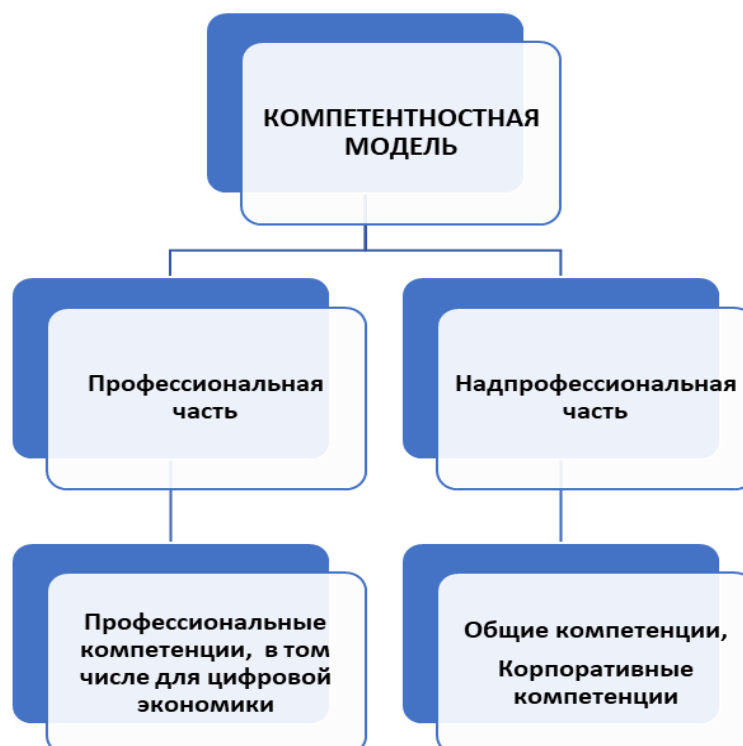 КОМПЕТЕНТНОСТНАЯ
МОДЕЛЬ
Профессиональная
часть
Надпрофессиональная
часть
Профессиональные
компетенции, в том
числе для цифровой
экономики
Общие компетенции,
Корпоративные
компетенции